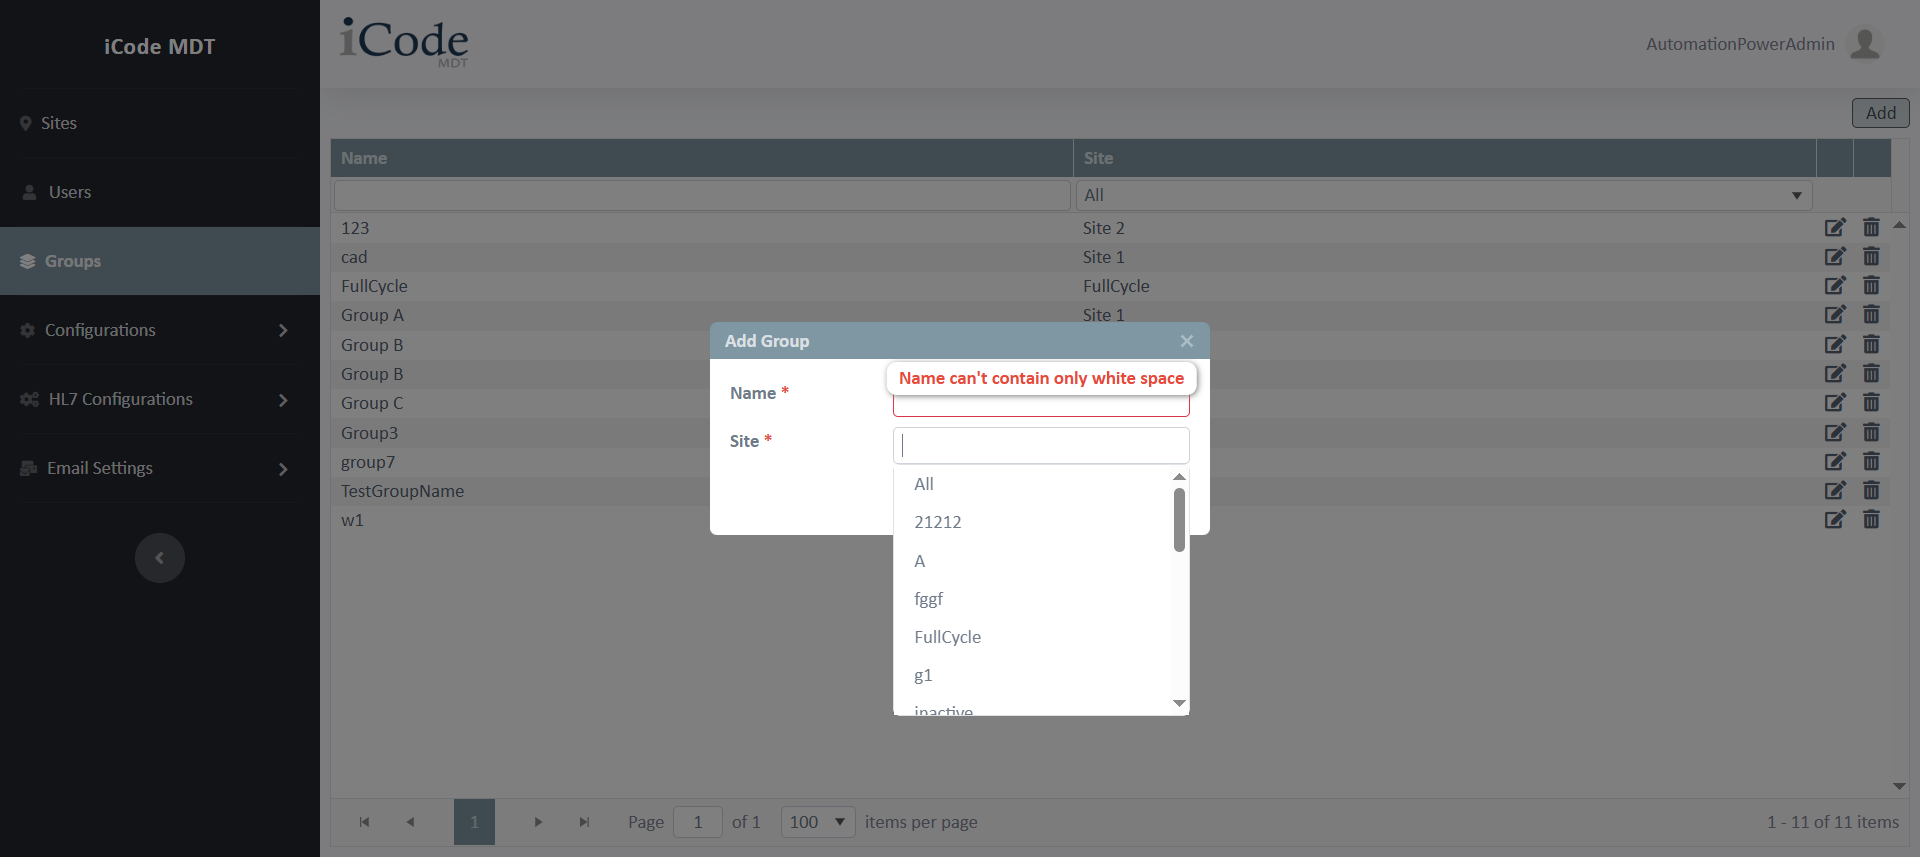 iCode MDT
Sites
Users
Groups
Configurations
HL7 Configurations
Email Settings
iCode
MDT
AutomationPowerAdmin
Add
Name Site
All
123 Site 2
cad Site 1
FullCycle FullCycle
Group A Site 1
Group B
Group B
Group C
Group3
group7
TestGroupName
w1
Add Group
Name can't contain only white space
Name *
Site *
All
21212
A
fggf
FullCycle
g1
inactive
1 Page 1 of 1 100 items per page 1 - 11 of 11 items